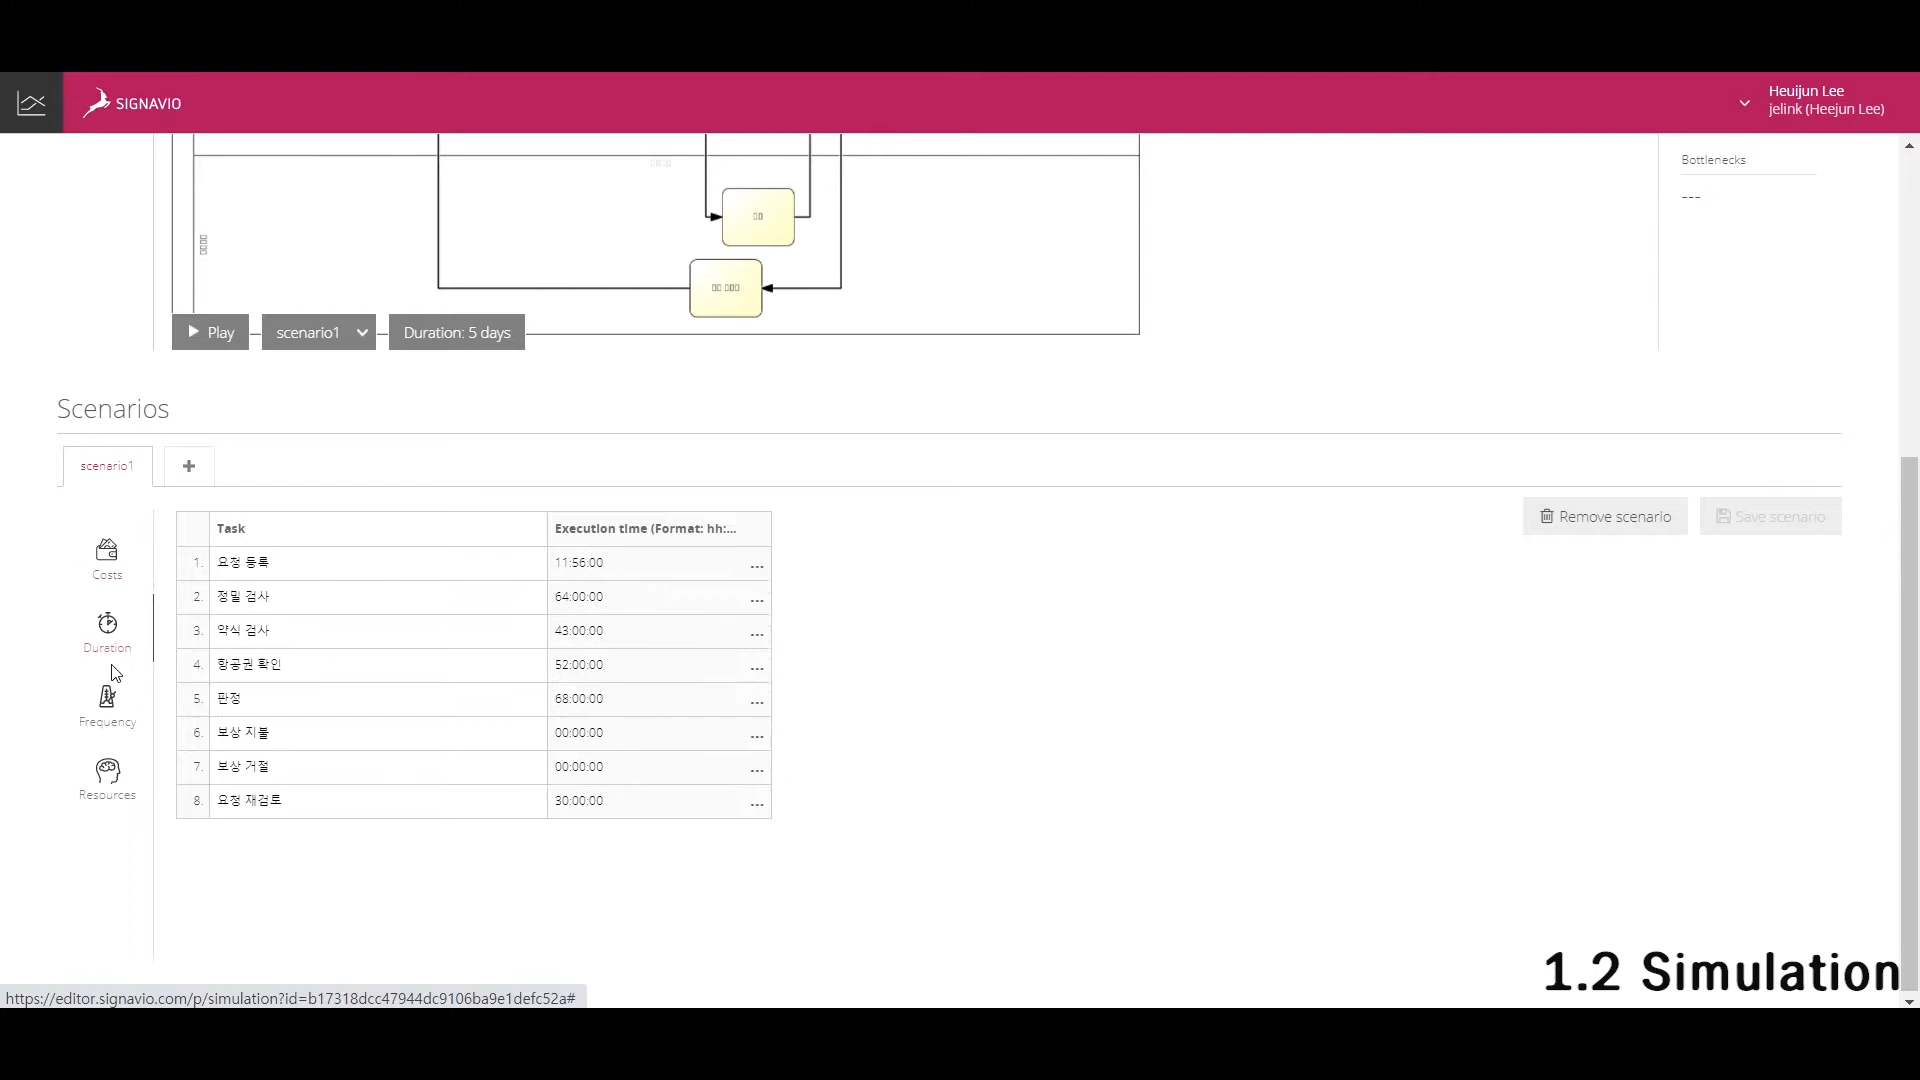 SIGNAVIO
Heuijun Lee
jelink (Heejun Lee)
Bottlenecks
---
Play
scenario1
Duration: 5 days
Scenarios
scenario1
Remove scenario
Save scenario
Costs
Duration
Frequency
Resources
Task Execution time (Format: hh:...
1. 요청 등록 11:56:00 ...
2. 정밀 검사 64:00:00 ...
3. 약식 검사 43:00:00 ...
4. 항공권 확인 52:00:00 ...
5. 판정 68:00:00 ...
6. 보상 지불 00:00:00 ...
7. 보상 거절 00:00:00 ...
8. 요청 재검토 30:00:00 ...
1.2 Simulation
https://editor.signavio.com/p/simulation?id=b17318dcc47944dc9106ba9e1defc52a#